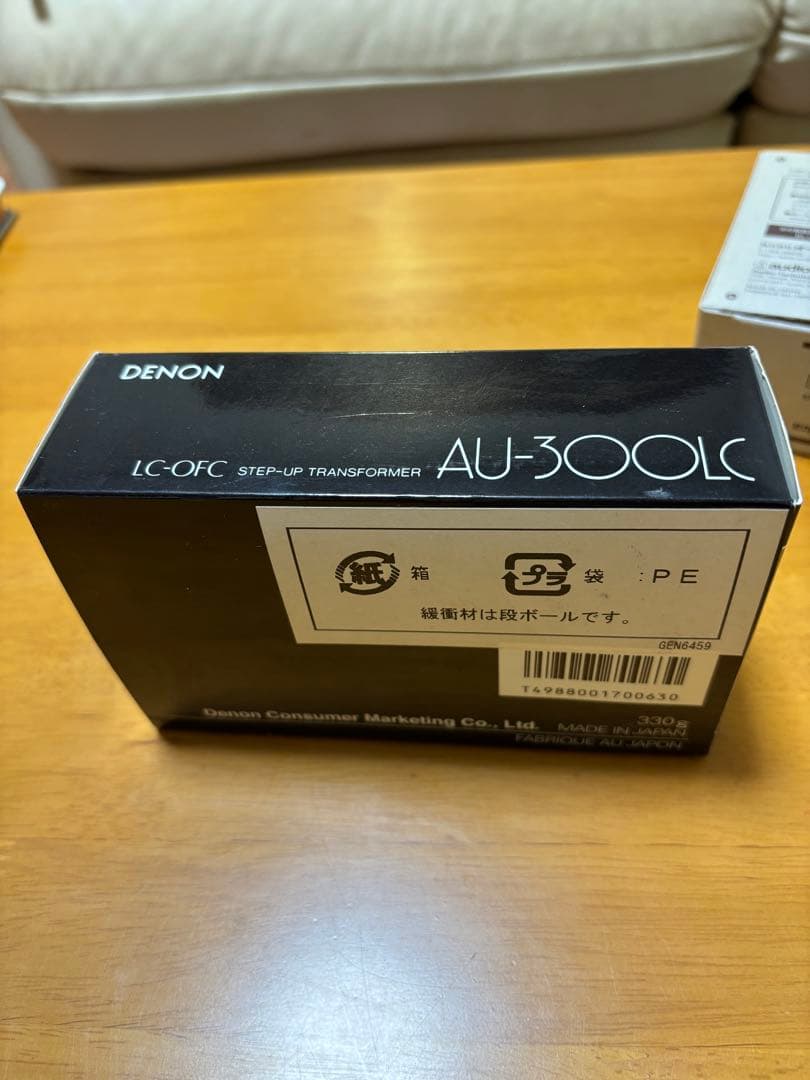 DENON
LC-OFC STEP-UP TRANSFORMER AU-300LC
紙 箱 プラ 袋 :PE
緩衝材は段ボールです。
GEN6459
T4988001700630
330g
Denon Consumer Marketing Co., Ltd. MADE IN JAPAN
FABRIQUE AU JAPON